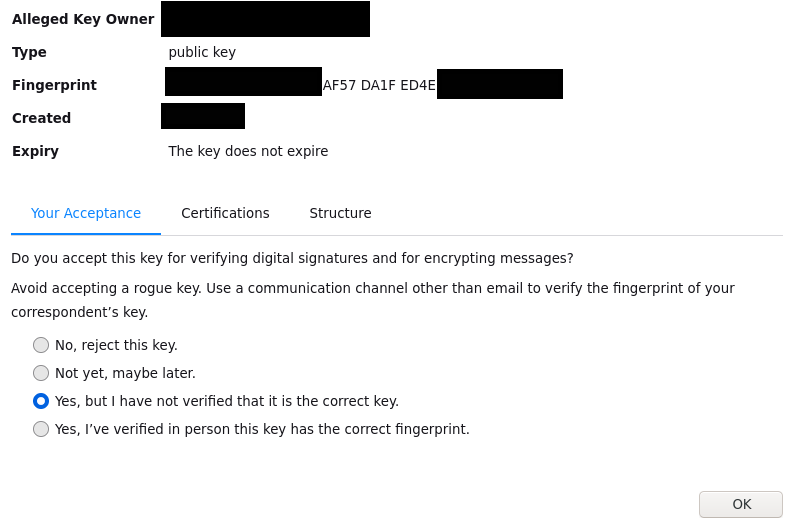 Alleged Key Owner
Type public key
Fingerprint AF57 DA1F ED4E
Created
Expiry The key does not expire
Your Acceptance Certifications Structure
Do you accept this key for verifying digital signatures and for encrypting messages?
Avoid accepting a rogue key. Use a communication channel other than email to verify the fingerprint of your
correspondent’s key.
No, reject this key.
Not yet, maybe later.
Yes, but I have not verified that it is the correct key.
Yes, I’ve verified in person this key has the correct fingerprint.
OK